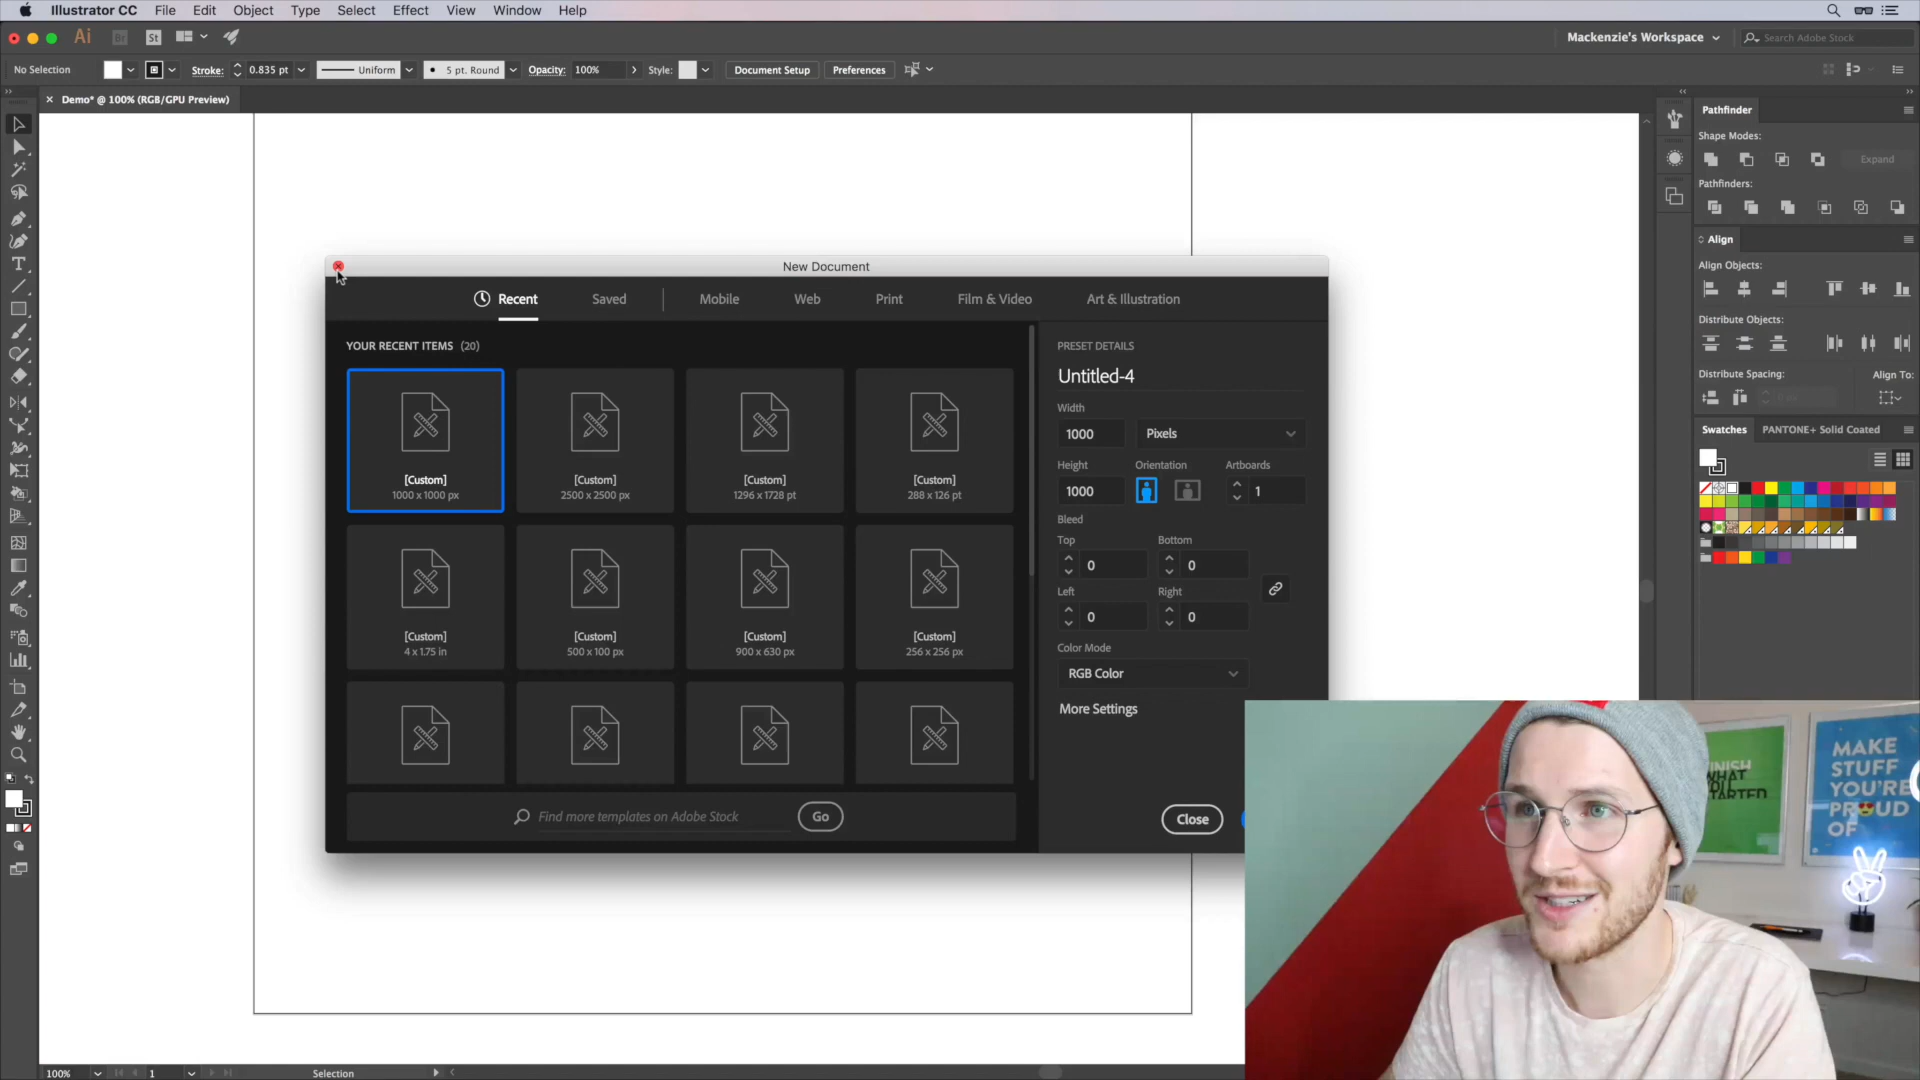 Illustrator CC File Edit Object Type Select Effect View Window Help
Ai Br St Mackenzie's Workspace Search Adobe Stock
No Selection Stroke: 0.835 pt Uniform 5 pt. Round Opacity: 100% Style: Document Setup Preferences
Demo* @ 100% (RGB/GPU Preview)
New Document
Recent Saved Mobile Web Print Film & Video Art & Illustration
YOUR RECENT ITEMS (20)
[Custom]
1000 x 1000 px
[Custom]
2500 x 2500 px
[Custom]
1296 x 1728 pt
[Custom]
288 x 126 pt
[Custom]
4 x 1.75 in
[Custom]
500 x 100 px
[Custom]
900 x 630 px
[Custom]
256 x 256 px
Find more templates on Adobe Stock Go
PRESET DETAILS
Untitled-4
Width
1000 Pixels
Height Orientation Artboards
1000 1
Bleed
Top Bottom
0 0
Left Right
0 0
Color Mode
RGB Color
More Settings
Close
Pathfinder
Shape Modes:
Expand
Pathfinders:
Align
Align Objects:
Distribute Objects:
Distribute Spacing: Align To:
Swatches PANTONE+ Solid Coated
WHAT
MAKE
STUFF
YOU'RE
PROUD
OF
100% 1 Selection